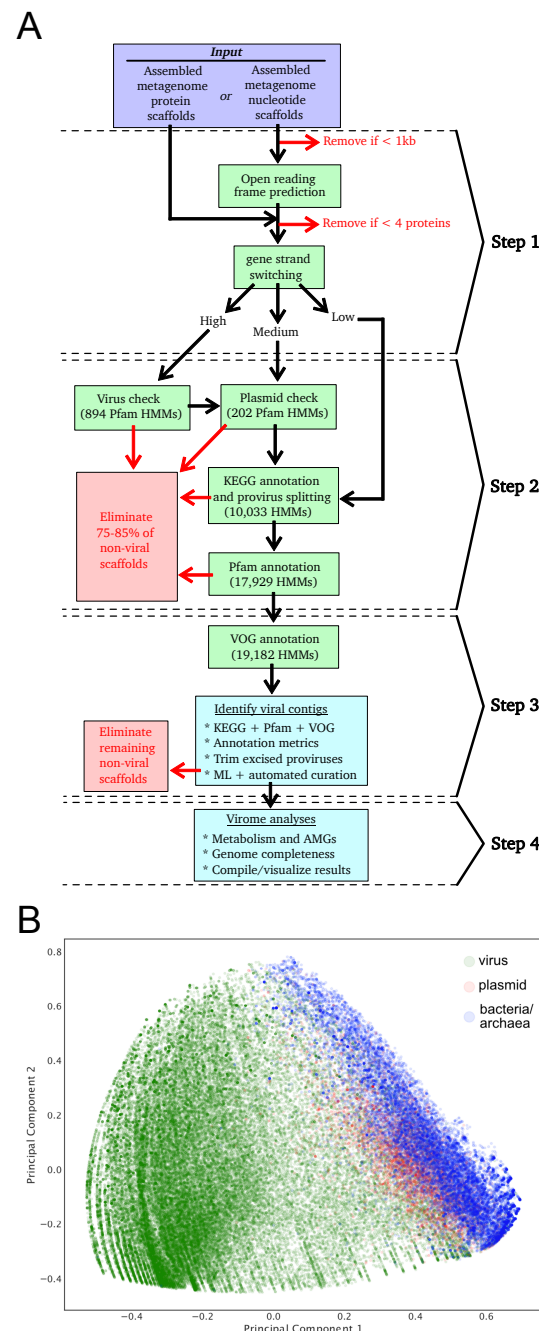 A
Input
Assembled metagenome protein scaffolds
or
Assembled metagenome nucleotide scaffolds
Remove if < 1kb
Open reading
frame prediction
Remove if < 4 proteins
gene strand
switching
Step 1
High
Medium
Low
Virus check
(894 Pfam HMMs)
Plasmid check
(202 Pfam HMMs)
KEGG annotation
and provirus splitting
(10,033 HMMs)
Step 2
Eliminate
75-85% of
non-viral
scaffolds
Pfam annotation
(17,929 HMMs)
VOG annotation
(19,182 HMMs)
Identify viral contigs
* KEGG + Pfam + VOG
* Annotation metrics
* Trim excised proviruses
* ML + automated curation
Step 3
Eliminate
remaining
non-viral
scaffolds
Virome analyses
* Metabolism and AMGs
* Genome completeness
* Compile/visualize results
Step 4
B
virus
plasmid
bacteria/
archaea
Principal Component 2
0.8
0.6
0.4
0.2
0.0
−0.2
−0.4
−0.4
−0.2
0.0
0.2
0.4
0.6
Principal Component 1